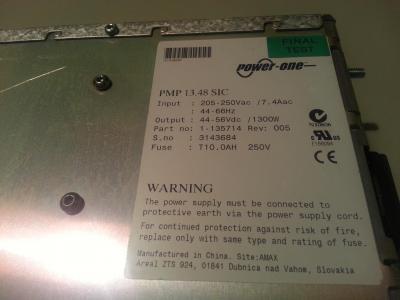 FINAL
TEST
power-one
PMP 13.48 SIC
Input : 205-250Vac /7.4Aac
: 44-66Hz
Output : 44-56Vdc /1300W
Part no: 1-135714 Rev: 005
S.no : 3143684
Fuse : T10.0AH 250V
WARNING
The power supply must be connected to
protective earth via the power supply cord.
For continued protection against risk of fire,
replace only with same type and rating of fuse.
Manufactured in China. Site:AMAX
Areal ZTS 924, 01841 Dubnica nad Vahom, Slovakia